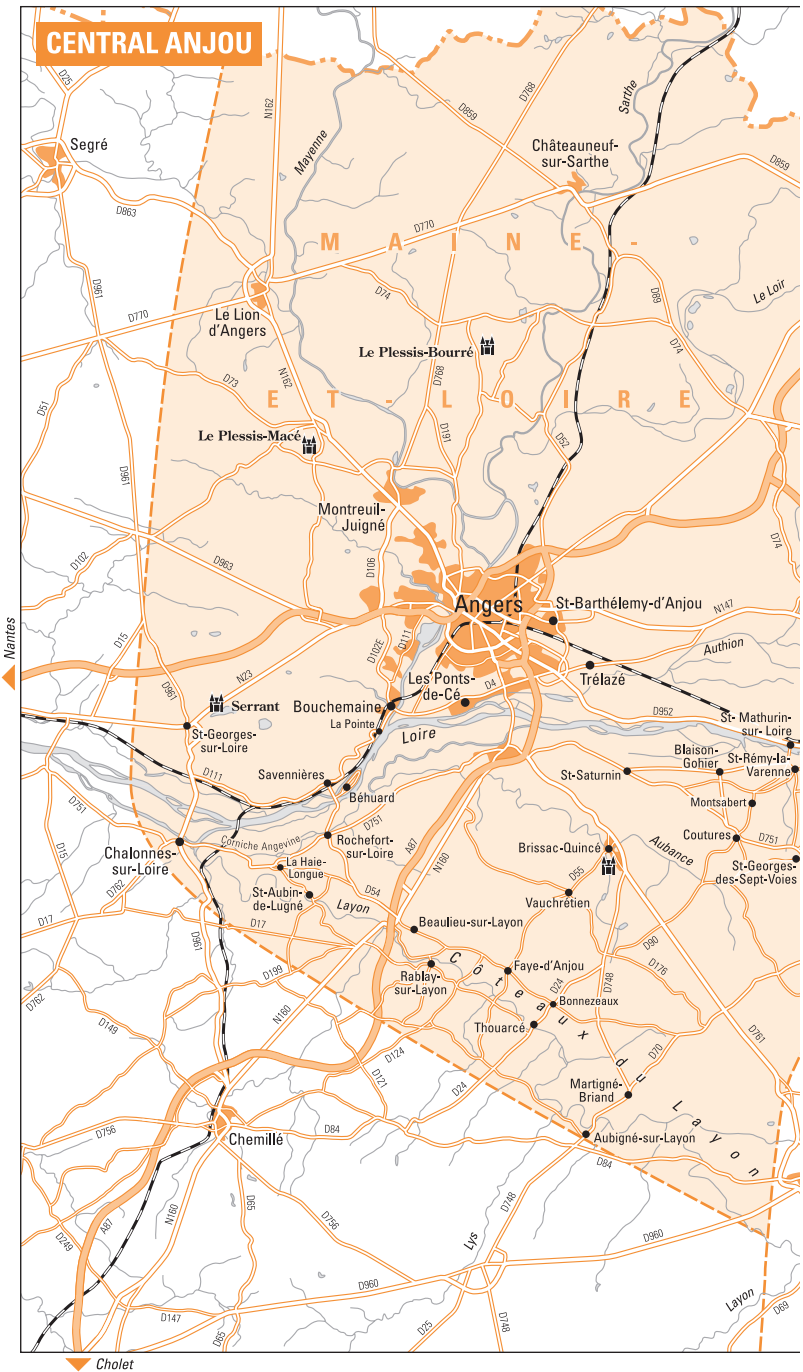 CENTRAL ANJOU
D25
N162
Mayenne
D859
D768
Sarthe
Segré
Châteauneuf-
sur-Sarthe
D859
D863
D770
MAINE-
D961
D74
D89
Le Loir
Le Lion
d'Angers
D770
N162
Le Plessis-Bourré
D768
D74
D73
D51
ET-LOIRE
Le Plessis-Macé
D191
D52
D961
Montreuil-
Juigné
D102
D963
D106
D74
Angers
St-Barthélemy-d'Anjou
N147
Nantes
D15
D102E
D111
Authion
N23
D961
Trélazé
Les Ponts-
de-Cé
D4
Serrant
Bouchemaine
La Pointe
Loire
D952
St-Georges-
sur-Loire
St-Mathurin-
sur-Loire
Blaison-
Gohier
St-Rémy-la-
Varenne
D111
Savennières
Béhuard
St-Saturnin
Montsabert
D751
D15
Corniche Angevine
D751
Rochefort-
sur-Loire
A87
N160
Brissac-Quincé
Aubance
Coutures
D751
Chalonnes-
sur-Loire
La Haie-
Longue
St-Georges-
des-Sept-Voies
D762
St-Aubin-
de-Lugné
D54
D55
Vauchrétien
Layon
D17
D17
D961
Beaulieu-sur-Layon
D90
D199
Rablay-
sur-Layon
Côteaux du Layon
Faye-d'Anjou
D176
D24
D748
D762
N160
Bonnezeaux
D149
Thouarcé
D761
D124
D70
D121
D24
Martigné-
Briand
D756
Chemillé
D84
Aubigné-sur-Layon
D84
D65
D748
D756
A87
N160
D249
Lys
D960
D960
Layon
D147
D65
D25
D748
D69
Cholet